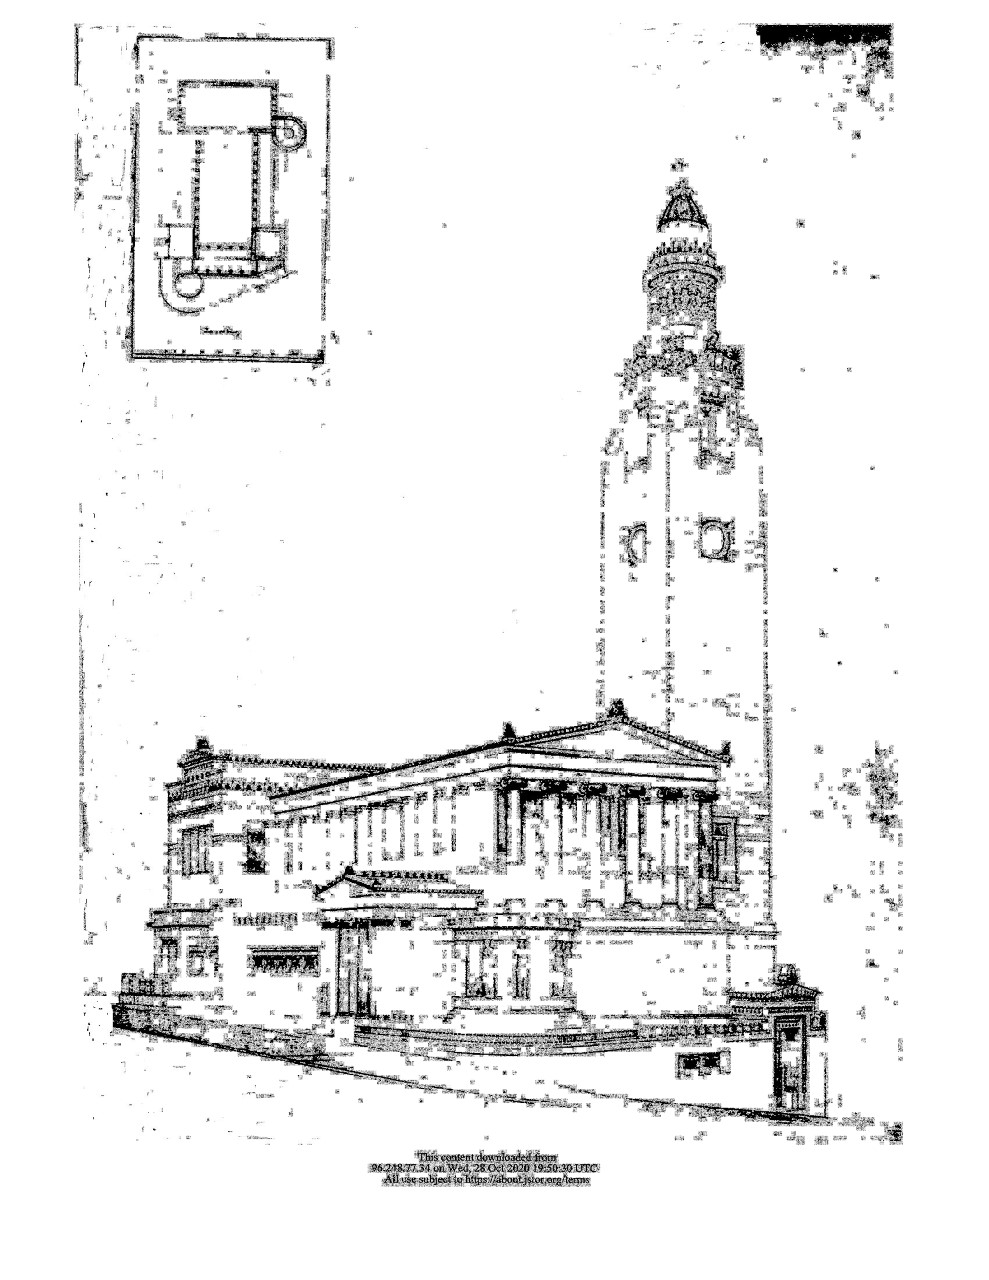 This content downloaded from
96.248.77.34 on Wed, 28 Oct 2020 19:50:30 UTC
All use subject to https://about.jstor.org/terms